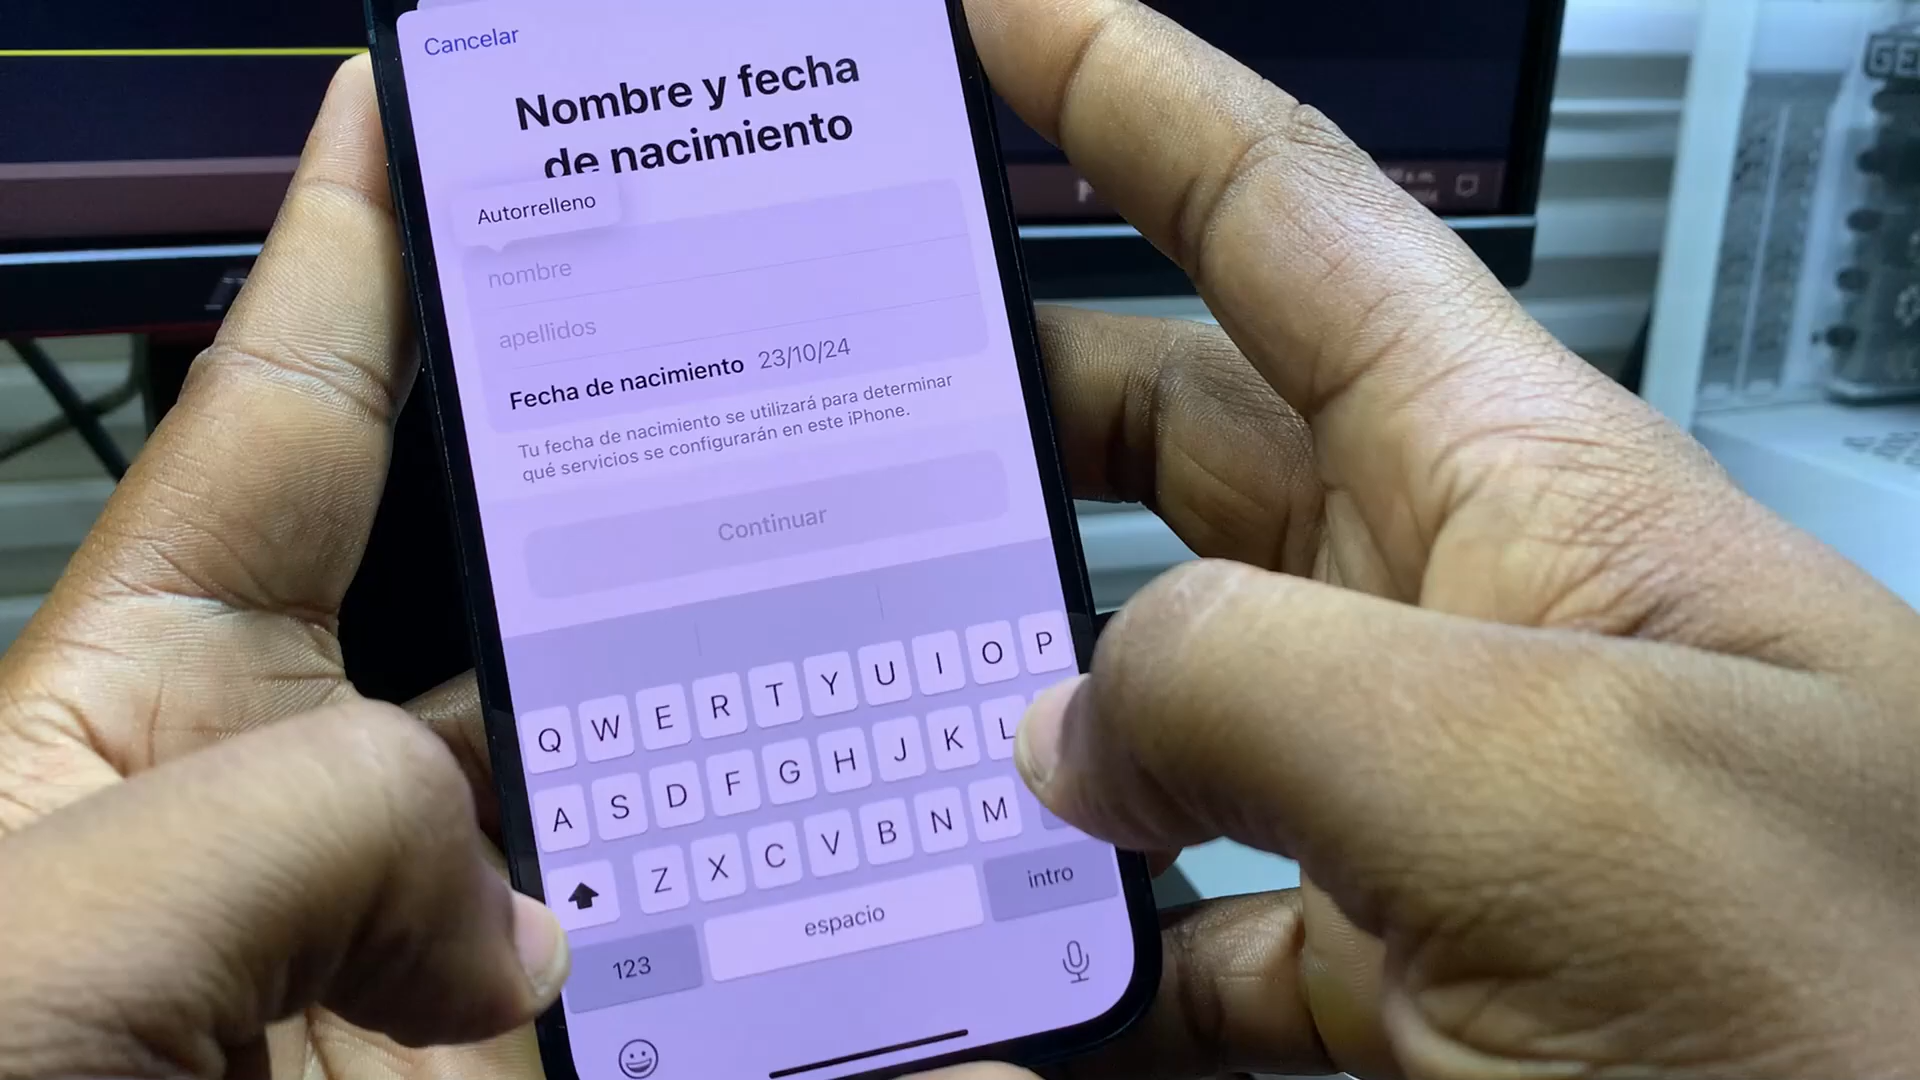 Cancelar
Nombre y fecha
de nacimiento
Autorrelleno
nombre
apellidos
Fecha de nacimiento 23/10/24
Tu fecha de nacimiento se utilizará para determinar
qué servicios se configurarán en este iPhone.
Continuar
Q W E R T Y U I O P
A S D F G H J K L
Z X C V B N M
123 espacio intro